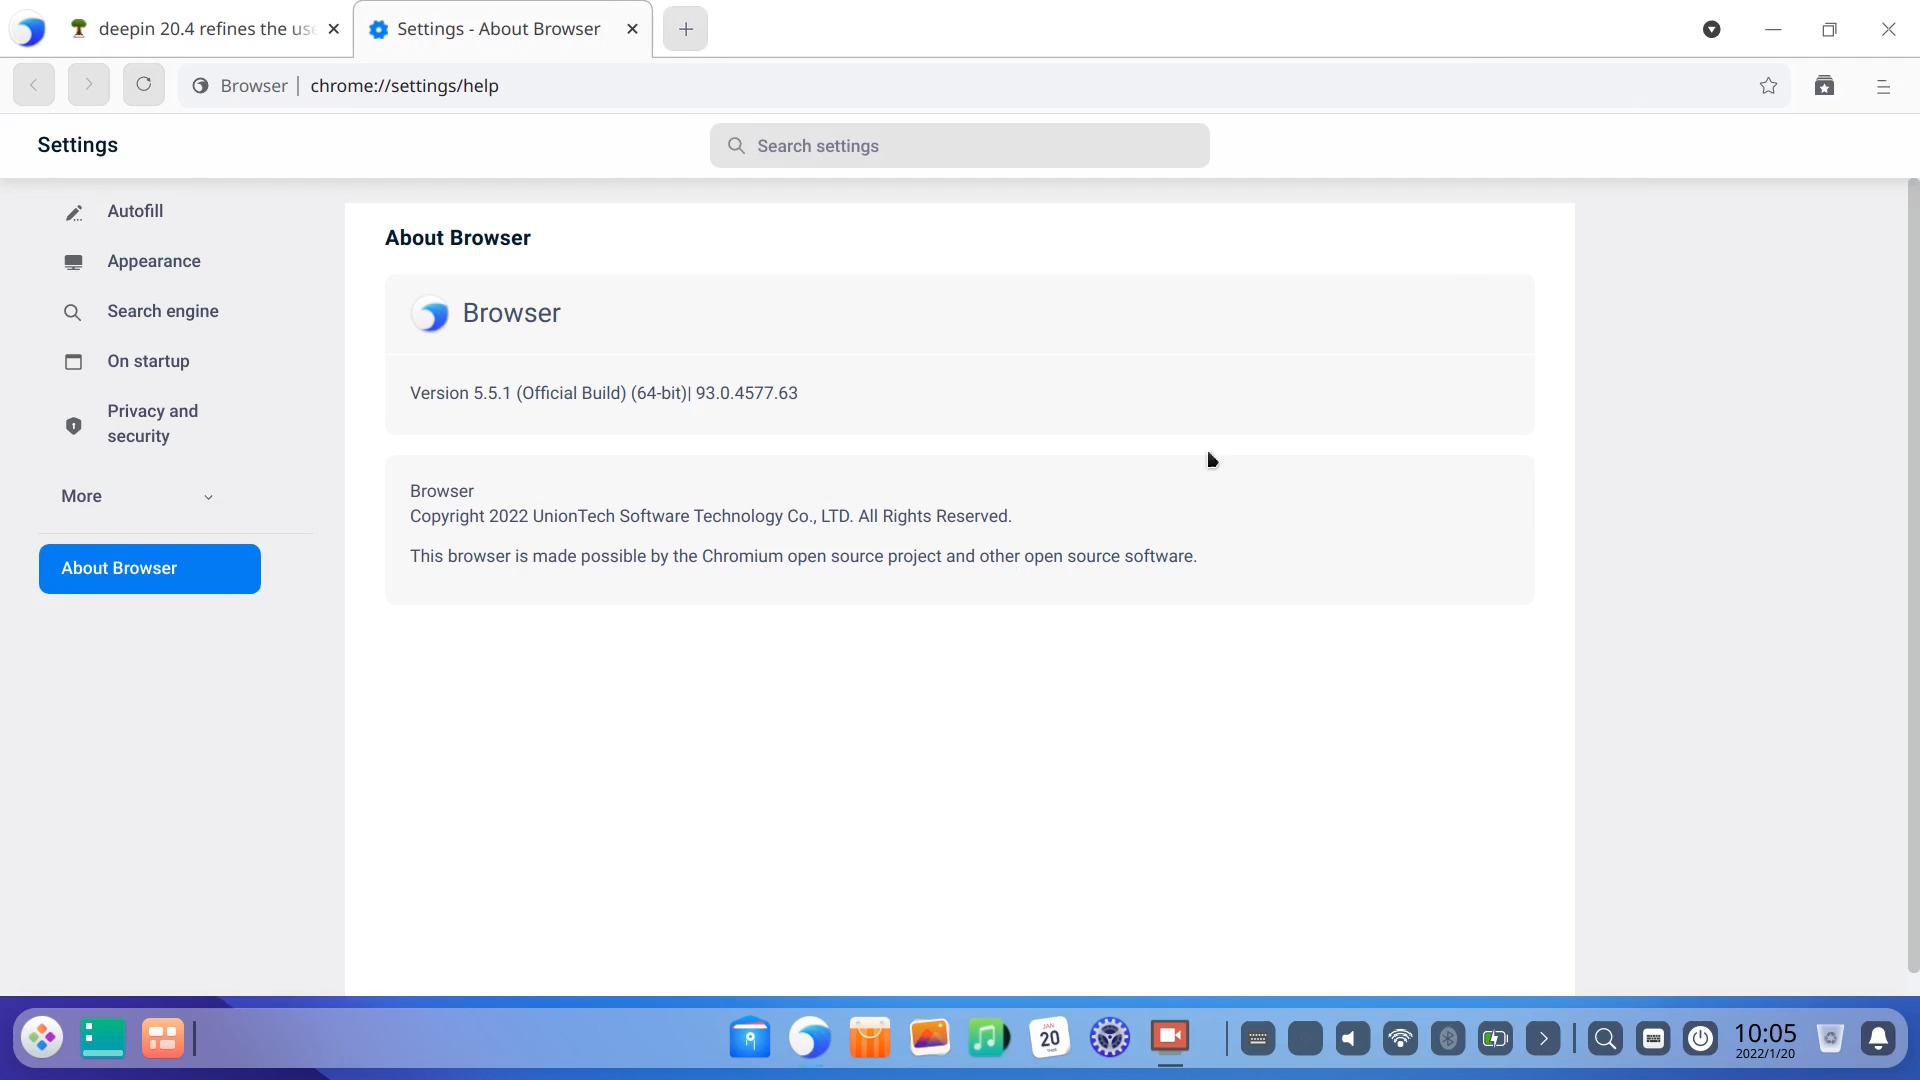 deepin 20.4 refines the use
Settings - About Browser
Browser | chrome://settings/help
Settings
Search settings
Autofill
Appearance
Search engine
On startup
Privacy and
security
More
About Browser
About Browser
Browser
Version 5.5.1 (Official Build) (64-bit)| 93.0.4577.63
Browser
Copyright 2022 UnionTech Software Technology Co., LTD. All Rights Reserved.
This browser is made possible by the Chromium open source project and other open source software.
JAN
20
10:05
2022/1/20